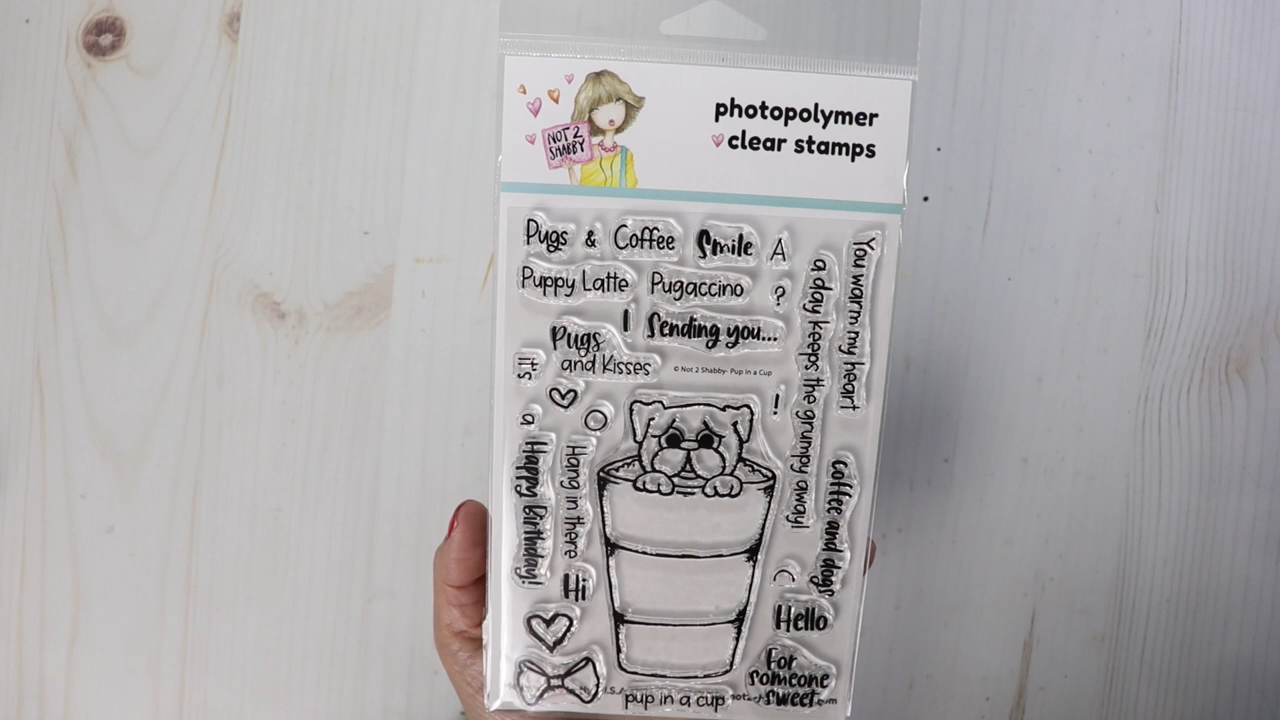 photopolymer
clear stamps
NOT 2
SHABBY
Pugs & Coffee Smile A
Puppy Latte Pugaccino ?
I Sending you...
Pugs
and Kisses
© Not 2 Shabby- Pup in a Cup
it's
a
Happy Birthday!
Hang in there
Hi
!
You warm my heart
a day keeps the grumpy away!
coffee and dogs
Hello
For
someone
sweet
pup in a cup